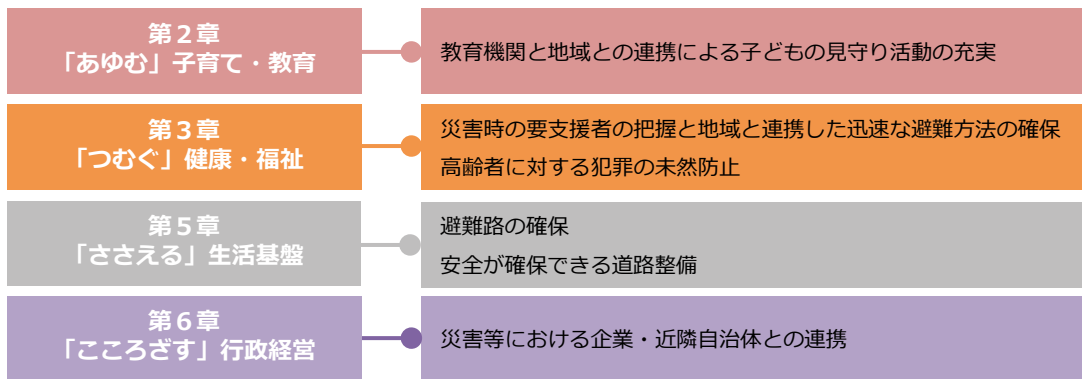 第２章
「あゆむ」子育て・教育
教育機関と地域との連携による子どもの見守り活動の充実
第３章
「つむぐ」健康・福祉
災害時の要支援者の把握と地域と連携した迅速な避難方法の確保
高齢者に対する犯罪の未然防止
第５章
「ささえる」生活基盤
避難路の確保
安全が確保できる道路整備
第６章
「こころざす」行政経営
災害等における企業・近隣自治体との連携